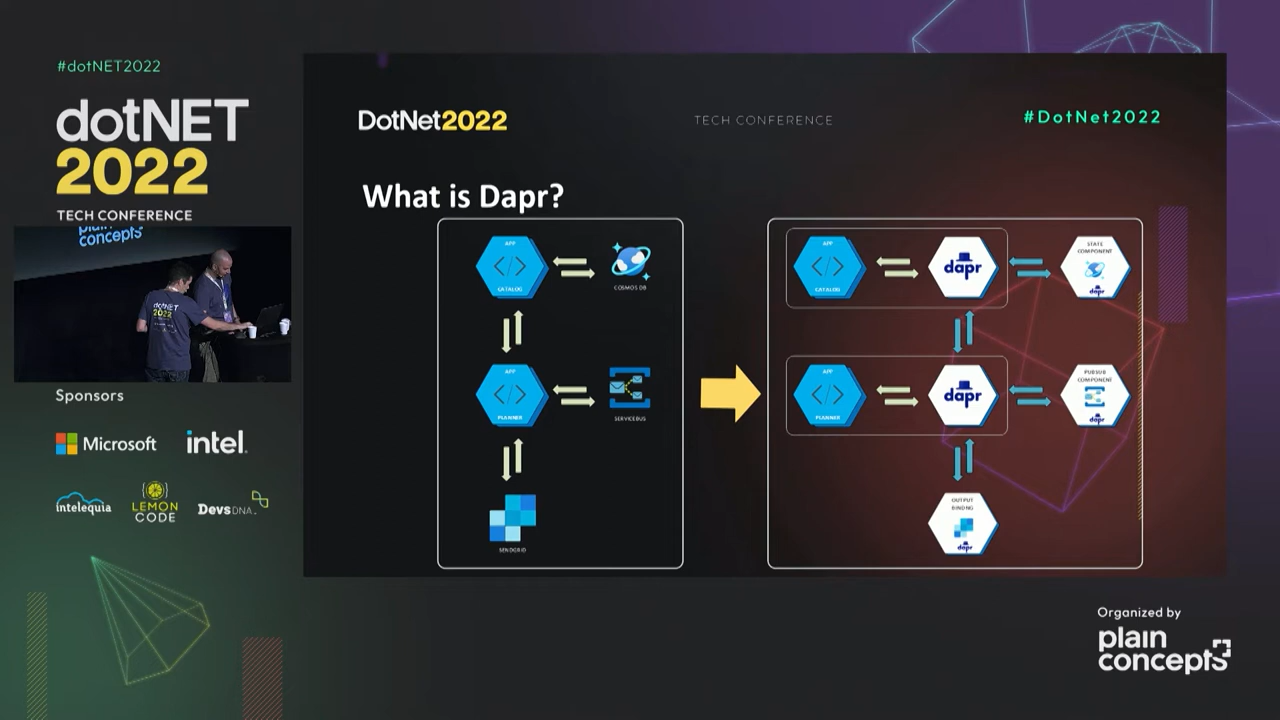 #dotNET2022
dotNET
2022
TECH CONFERENCE
plain
concepts
dotNET
2022
Sponsors
Microsoft
intel.
intelequia
LEMON
CODE
DevsDNA
DotNet2022
TECH CONFERENCE
#DotNet2022
What is Dapr?
APP
</>
CATALOG
COSMOS DB
APP
</>
PLANNER
SERVICEBUS
SENDGRID
APP
</>
CATALOG
dapr
STATE
COMPONENT
dapr
APP
</>
PLANNER
dapr
PUBSUB
COMPONENT
dapr
OUTPUT
BINDING
dapr
Organized by
plain
concepts